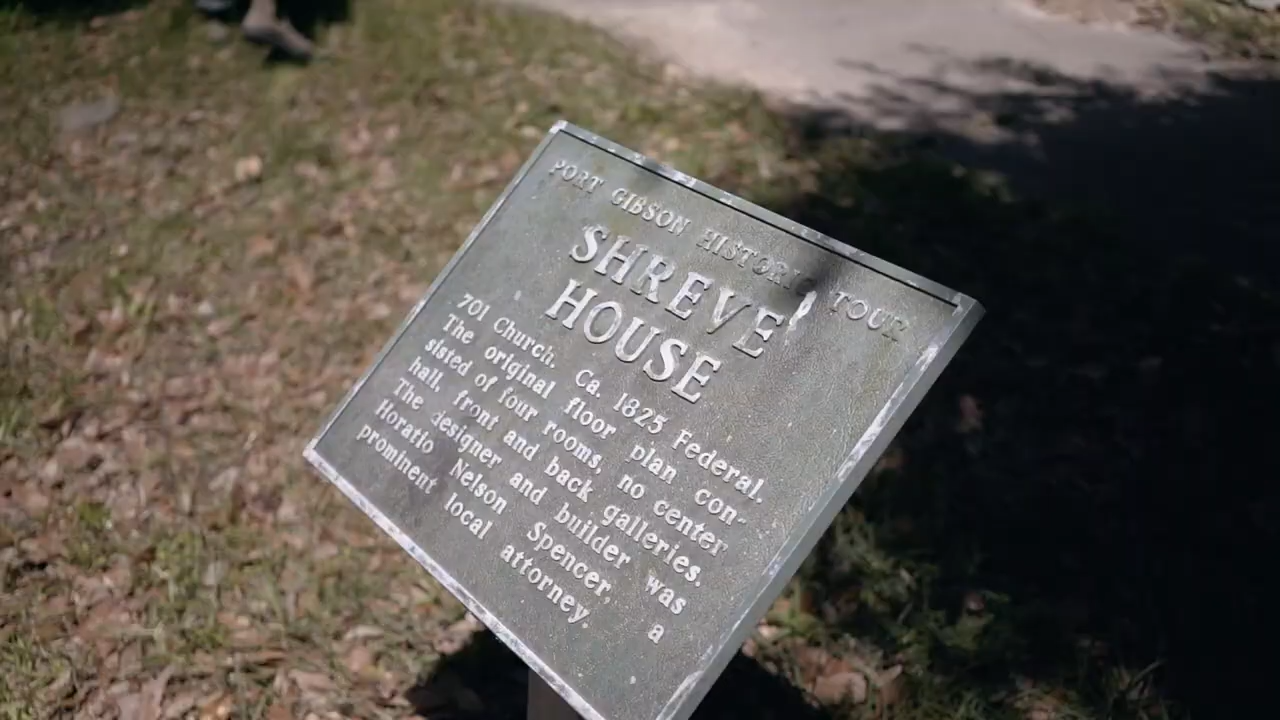 PORT GIBSON HISTORIC TOUR
SHREVE
HOUSE
701 Church. Ca. 1825 Federal.
The original floor plan con-
sisted of four rooms, no center
hall, front and back galleries.
The designer and builder was
Horatio Nelson Spencer, a
prominent local attorney.